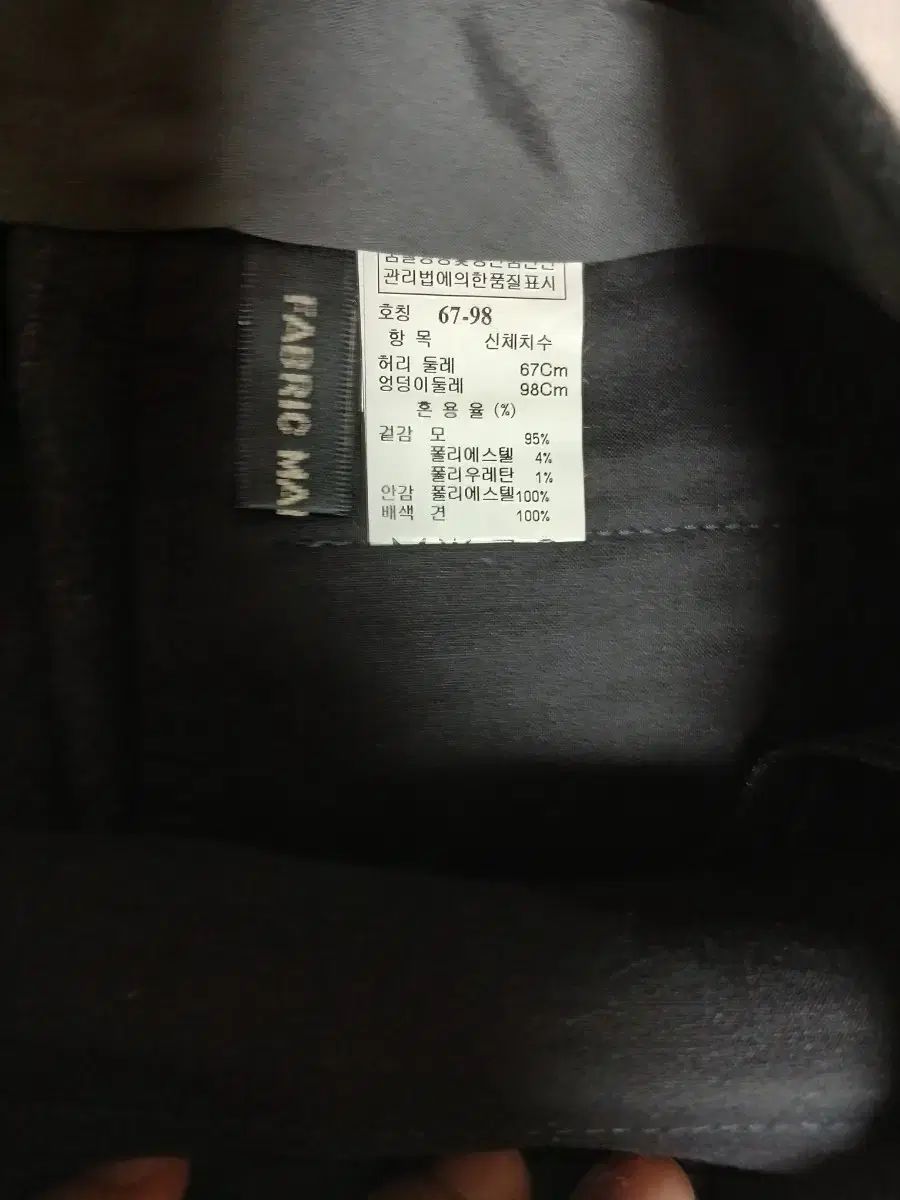 관리법에의한품질표시
호칭 67-98
항 목 신체치수
허리 둘레 67Cm
엉덩이둘레 98Cm
혼 용 율 (%)
겉감 모 95%
폴리에스텔 4%
폴리우레탄 1%
안감 폴리에스텔 100%
배색 견 100%
FABRIC MA